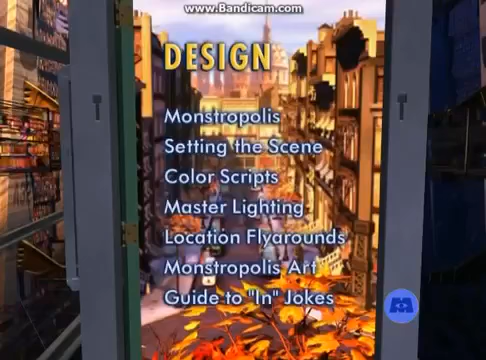 www.Bandicam.com
DESIGN
Monstropolis
Setting the Scene
Color Scripts
Master Lighting
Location Flyarounds
Monstropolis Art
Guide to "In" Jokes